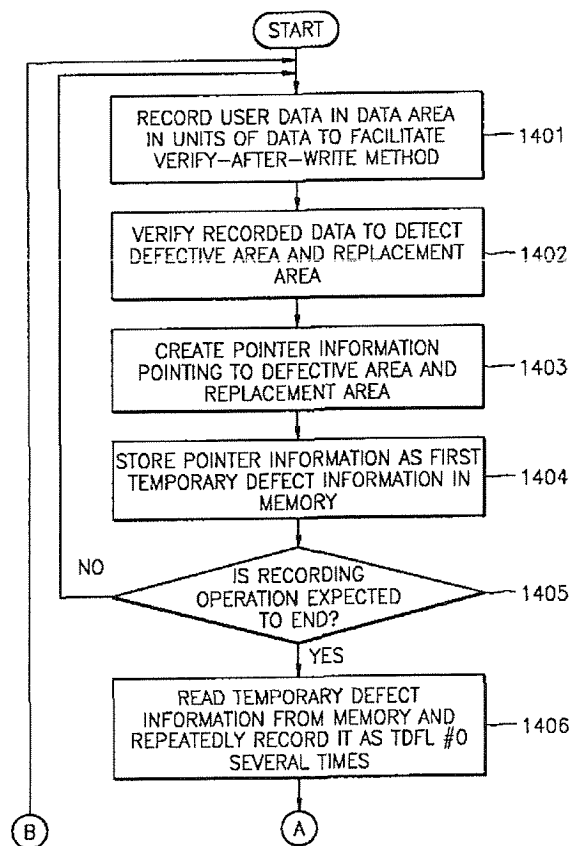 START
RECORD USER DATA IN DATA AREA
IN UNITS OF DATA TO FACILITATE
VERIFY-AFTER-WRITE METHOD
1401
VERIFY RECORDED DATA TO DETECT
DEFECTIVE AREA AND REPLACEMENT
AREA
1402
CREATE POINTER INFORMATION
POINTING TO DEFECTIVE AREA AND
REPLACEMENT AREA
1403
STORE POINTER INFORMATION AS FIRST
TEMPORARY DEFECT INFORMATION IN
MEMORY
1404
NO
IS RECORDING
OPERATION EXPECTED
TO END?
1405
YES
READ TEMPORARY DEFECT
INFORMATION FROM MEMORY AND
REPEATEDLY RECORD IT AS TDFL #0
SEVERAL TIMES
1406
B
A